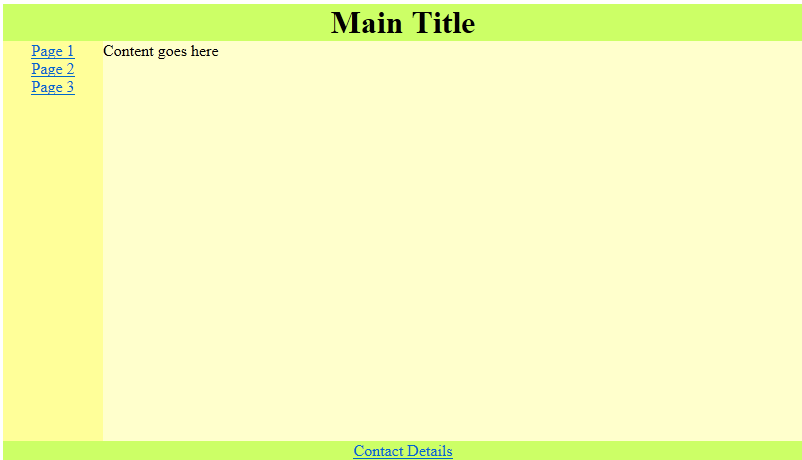 Main Title
Page 1
Page 2
Page 3
Content goes here
Contact Details